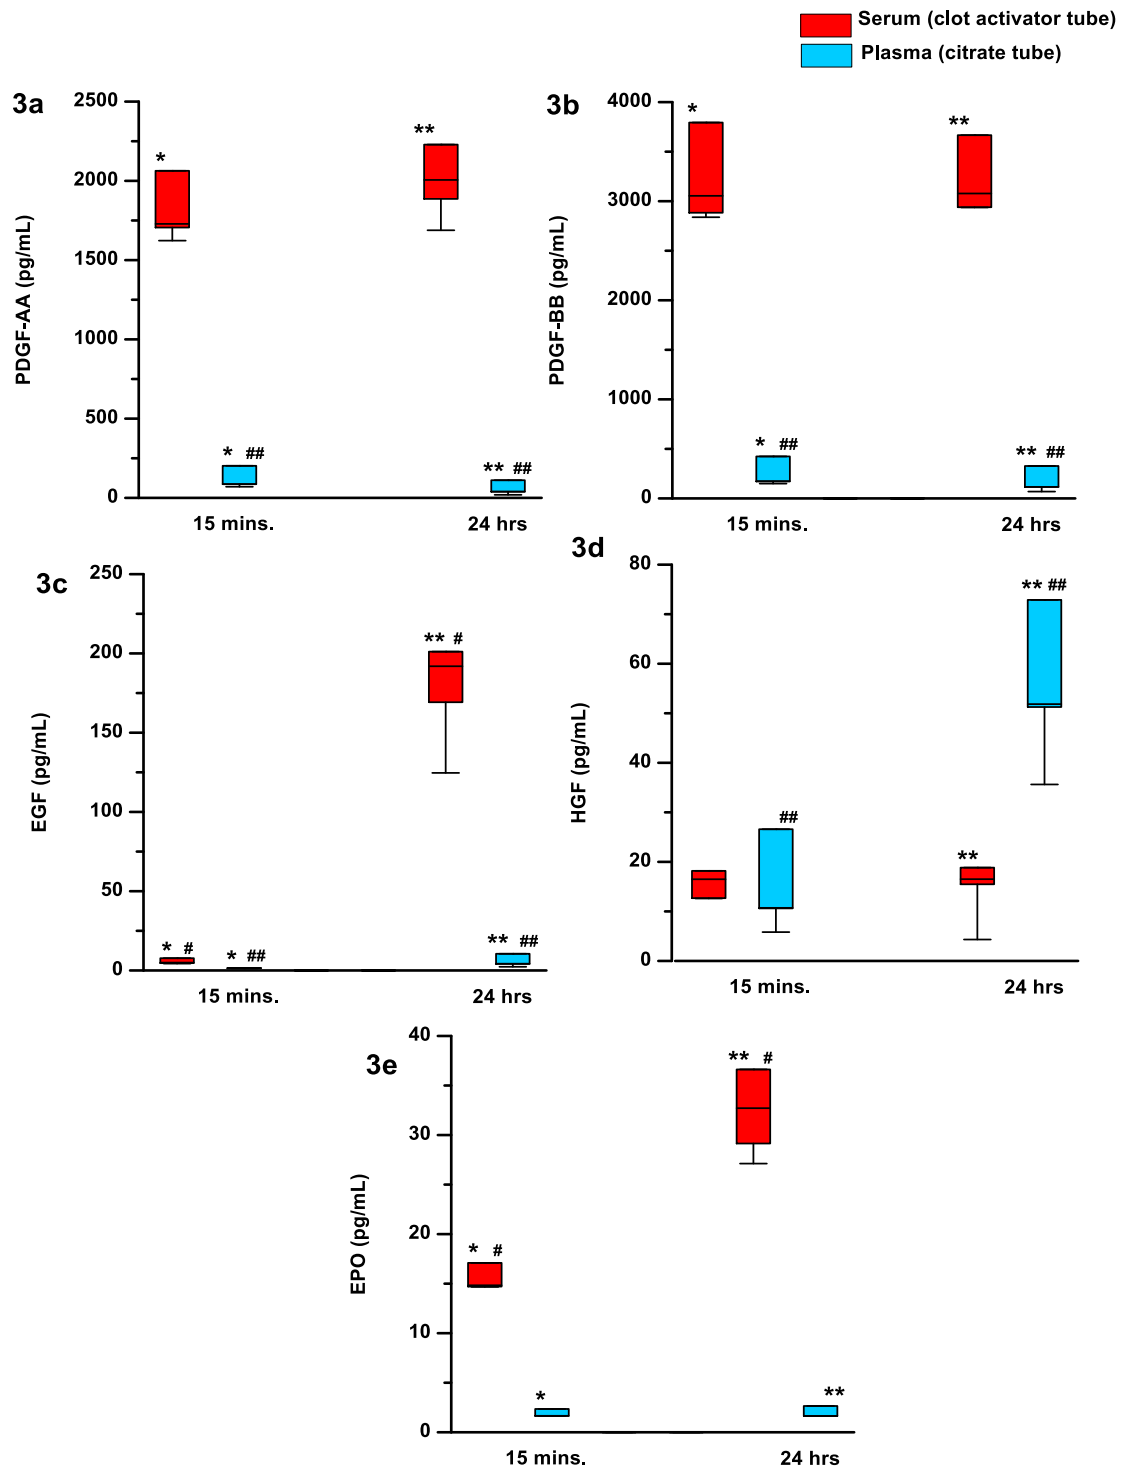 Serum (clot activator tube)
Plasma (citrate tube)
3a
2500
2000
1500
1000
500
0
PDGF-AA (pg/mL)
*
**
* ##
** ##
15 mins.
24 hrs
3b
4000
3000
2000
1000
0
PDGF-BB (pg/mL)
*
**
* ##
** ##
15 mins.
24 hrs
3c
250
200
150
100
50
0
EGF (pg/mL)
* #
* ##
** #
** ##
15 mins.
24 hrs
3d
80
60
40
20
0
HGF (pg/mL)
##
**
** ##
15 mins.
24 hrs
3e
40
30
20
10
0
EPO (pg/mL)
* #
*
** #
**
15 mins.
24 hrs